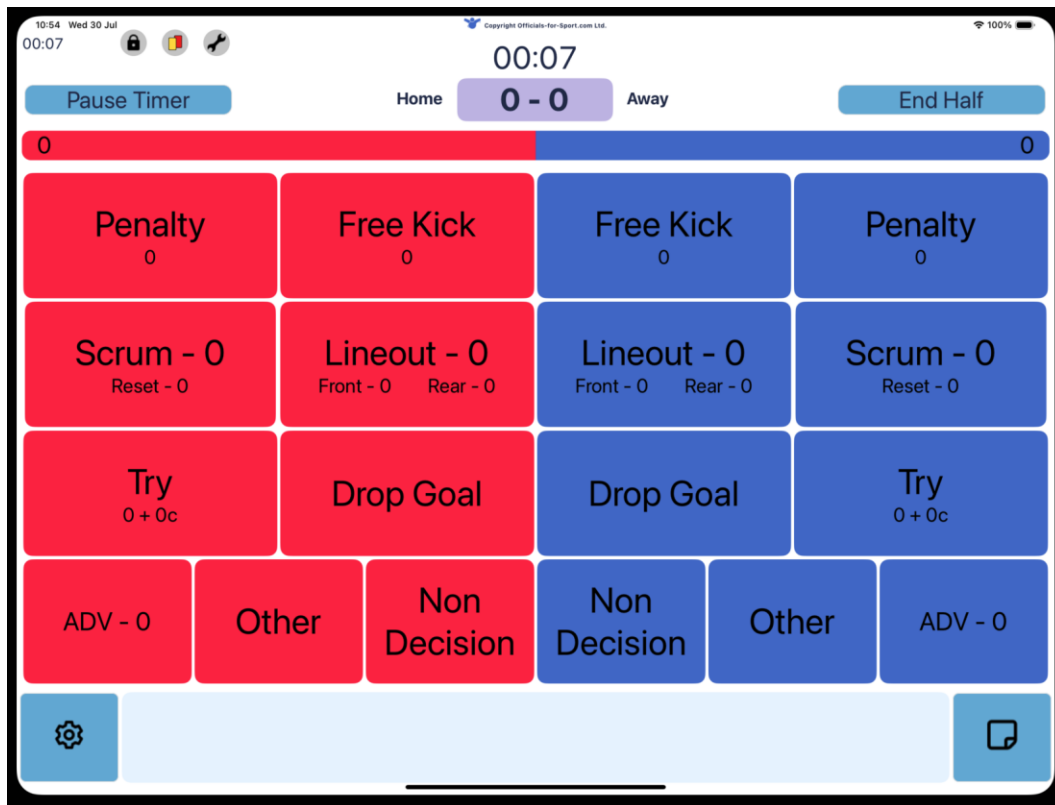 10:54 Wed 30 Jul
Copyright Officials-for-Sport.com Ltd.
100%
00:07
00:07
Pause Timer
Home
0 - 0
Away
End Half
0
0
Penalty
0
Free Kick
0
Free Kick
0
Penalty
0
Scrum - 0
Reset - 0
Lineout - 0
Front - 0 Rear - 0
Lineout - 0
Front - 0 Rear - 0
Scrum - 0
Reset - 0
Try
0 + 0c
Drop Goal
Drop Goal
Try
0 + 0c
ADV - 0
Other
Non
Decision
Non
Decision
Other
ADV - 0